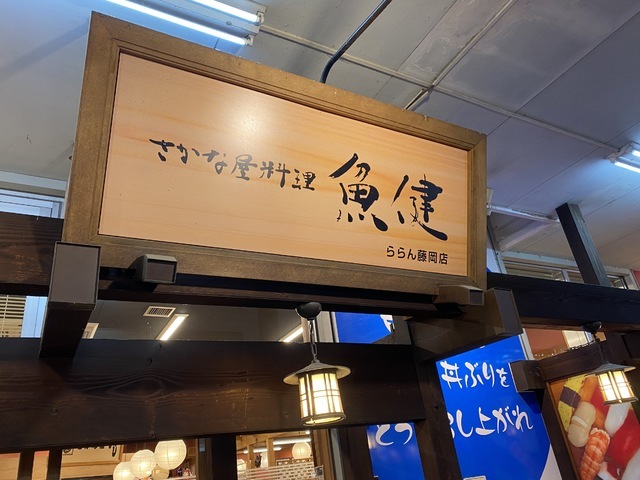 さかな屋料理 魚健
ららん藤岡店
丼ぶりを
し上がれ